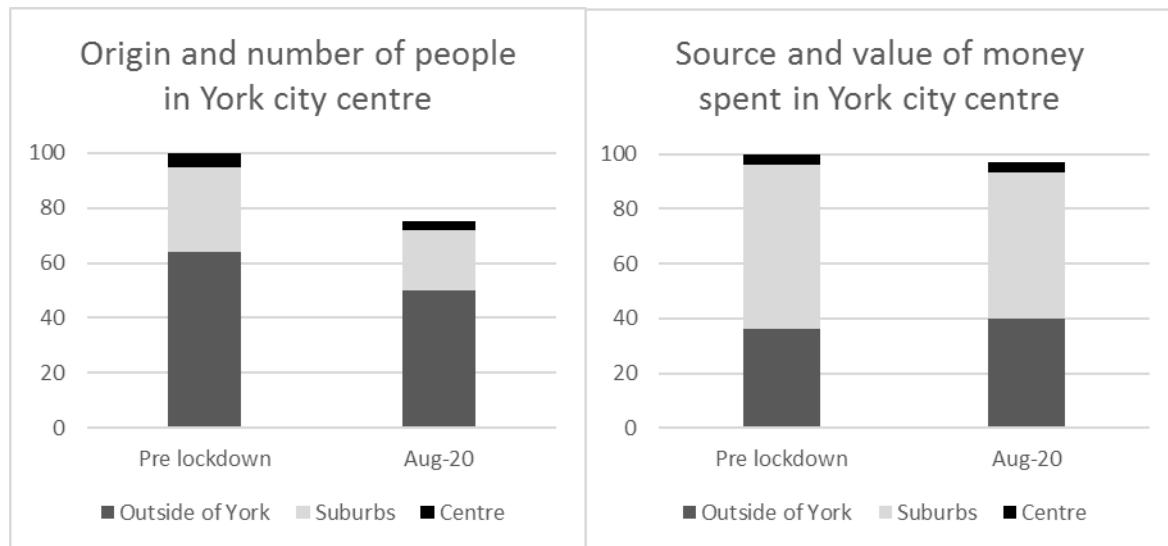 Origin and number of people
in York city centre
100
80
60
40
20
0
Pre lockdown
Aug-20
Outside of York
Suburbs
Centre
Source and value of money
spent in York city centre
100
80
60
40
20
0
Pre lockdown
Aug-20
Outside of York
Suburbs
Centre